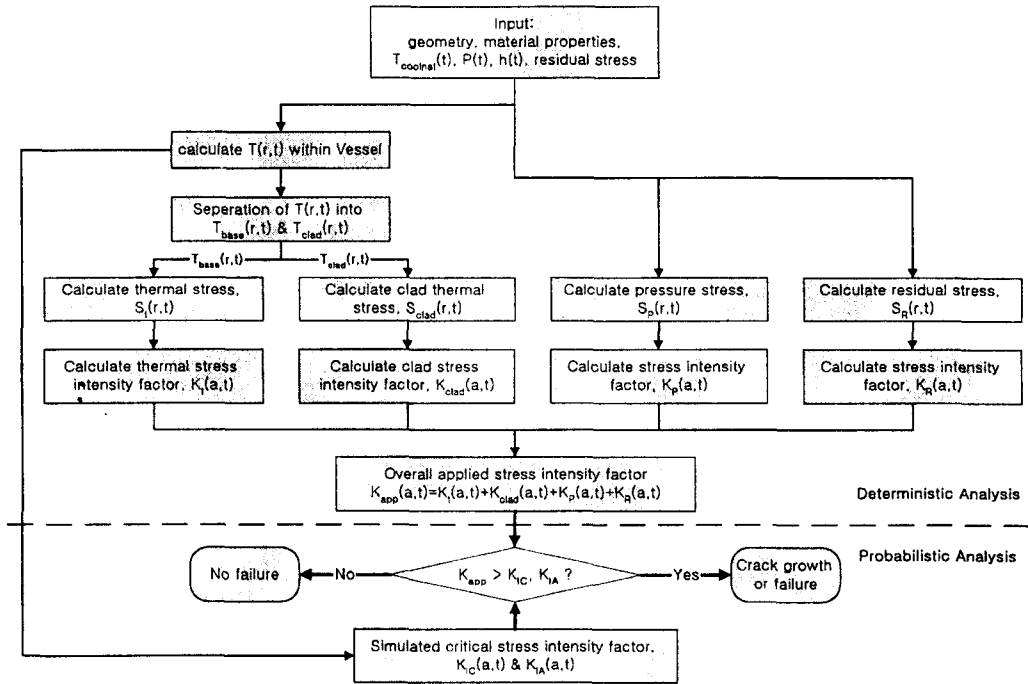 Input:
geometry, material properties,
T_coolnal(t), P(t), h(t), residual stress
calculate T(r,t) within Vessel
Seperation of T(r,t) into
T_base(r,t) & T_clad(r,t)
T_base(r,t)
T_clad(r,t)
Calculate thermal stress,
S_t(r,t)
Calculate clad thermal
stress, S_clad(r,t)
Calculate pressure stress,
S_P(r,t)
Calculate residual stress,
S_R(r,t)
Calculate thermal stress
intensity factor, K_t(a,t)
Calculate clad stress
intensity factor, K_clad(a,t)
Calculate stress intensity
factor, K_P(a,t)
Calculate stress intensity
factor, K_R(a,t)
Overall applied stress intensity factor
K_app(a,t)=K_t(a,t)+K_clad(a,t)+K_P(a,t)+K_R(a,t)
Deterministic Analysis
Probabilistic Analysis
No failure
No
K_app > K_IC, K_IA ?
Yes
Crack growth
or failure
Simulated critical stress intensity factor,
K_IC(a,t) & K_IA(a,t)